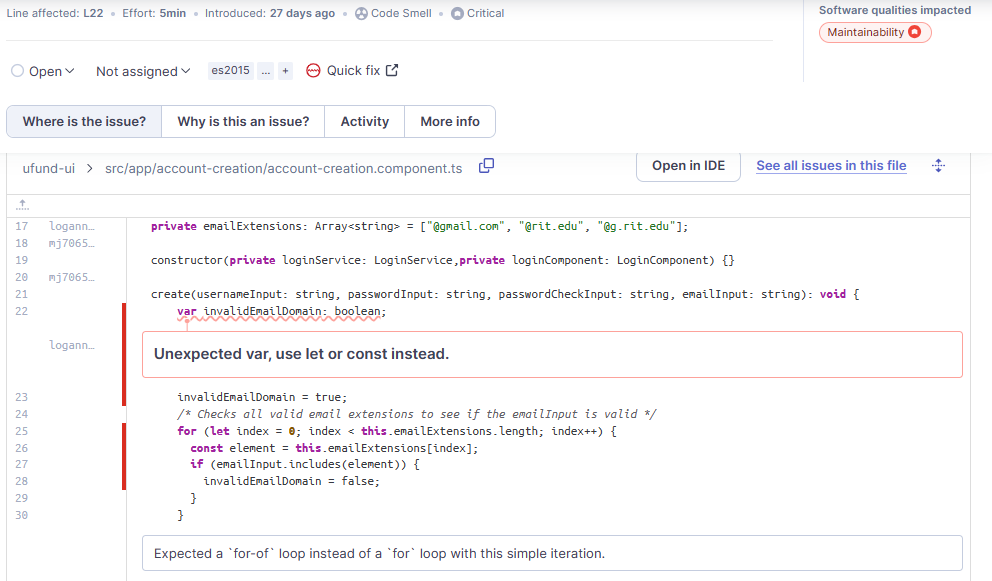 Line affected: L22 • Effort: 5min • Introduced: 27 days ago • Code Smell • Critical
Software qualities impacted
Maintainability
Open Not assigned es2015 ... + Quick fix
Where is the issue? Why is this an issue? Activity More info
ufund-ui > src/app/account-creation/account-creation.component.ts Open in IDE See all issues in this file
17 logann… private emailExtensions: Array<string> = ["@gmail.com", "@rit.edu", "@g.rit.edu"];
18 mj7065…
19 constructor(private loginService: LoginService,private loginComponent: LoginComponent) {}
20 mj7065…
21 create(usernameInput: string, passwordInput: string, passwordCheckInput: string, emailInput: string): void {
22 var invalidEmailDomain: boolean;
logann…
Unexpected var, use let or const instead.
23 invalidEmailDomain = true;
24 /* Checks all valid email extensions to see if the emailInput is valid */
25 for (let index = 0; index < this.emailExtensions.length; index++) {
26 const element = this.emailExtensions[index];
27 if (emailInput.includes(element)) {
28 invalidEmailDomain = false;
29 }
30 }
Expected a `for-of` loop instead of a `for` loop with this simple iteration.